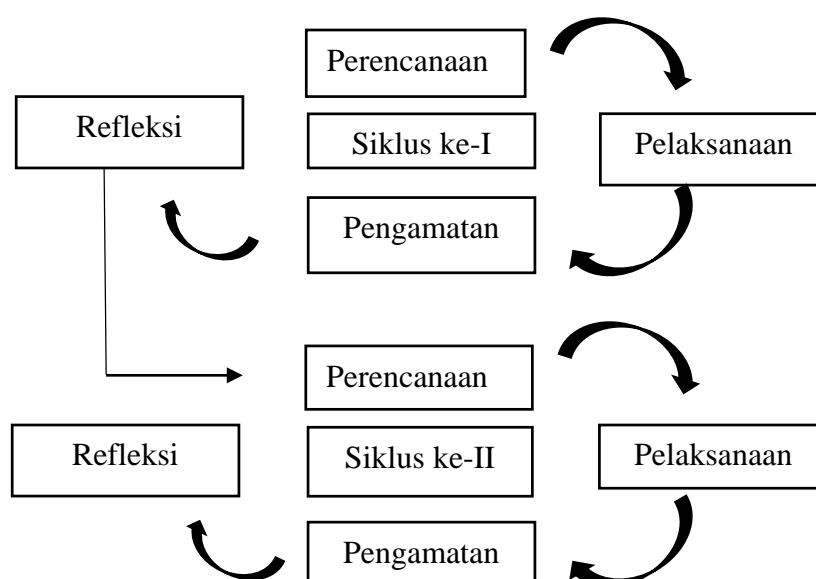 Perencanaan
Refleksi
Siklus ke-I
Pelaksanaan
Pengamatan
Perencanaan
Refleksi
Siklus ke-II
Pelaksanaan
Pengamatan